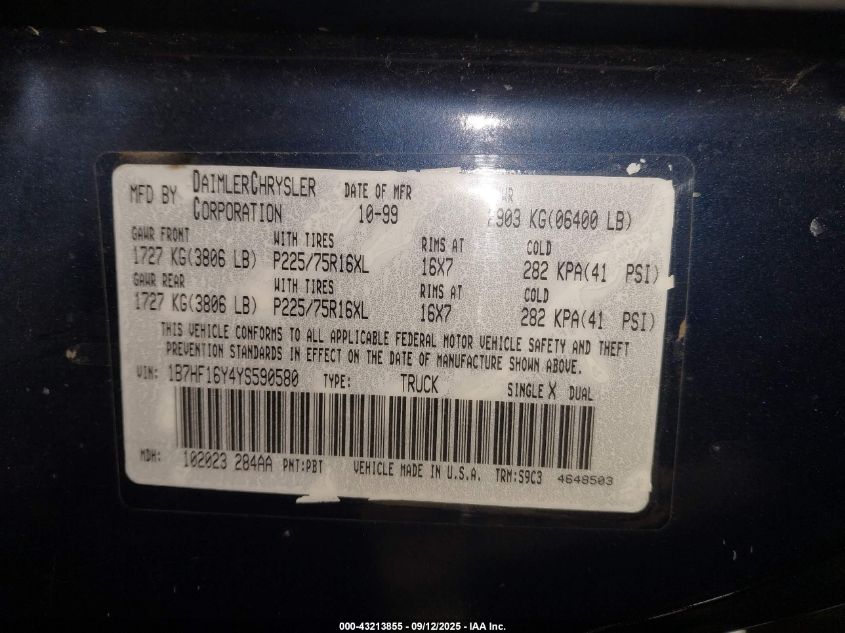 MFD BY DAIMLERCHRYSLER CORPORATION DATE OF MFR 10-99
903 KG(06400 LB)
GAWR FRONT WITH TIRES RIMS AT COLD
1727 KG(3806 LB) P225/75R16XL 16X7 282 KPA(41 PSI)
GAWR REAR WITH TIRES RIMS AT COLD
1727 KG(3806 LB) P225/75R16XL 16X7 282 KPA(41 PSI)
THIS VEHICLE CONFORMS TO ALL APPLICABLE FEDERAL MOTOR VEHICLE SAFETY AND THEFT
PREVENTION STANDARDS IN EFFECT ON THE DATE OF MANUFACTURE SHOWN ABOVE.
VIN: 1B7HF16Y4YS590580 TYPE: TRUCK SINGLE X DUAL
MDH: 102023 284AA PNT:PBT VEHICLE MADE IN U.S.A. TRM:S9C3 4648503
000-43213855 - 09/12/2025 - IAA Inc.